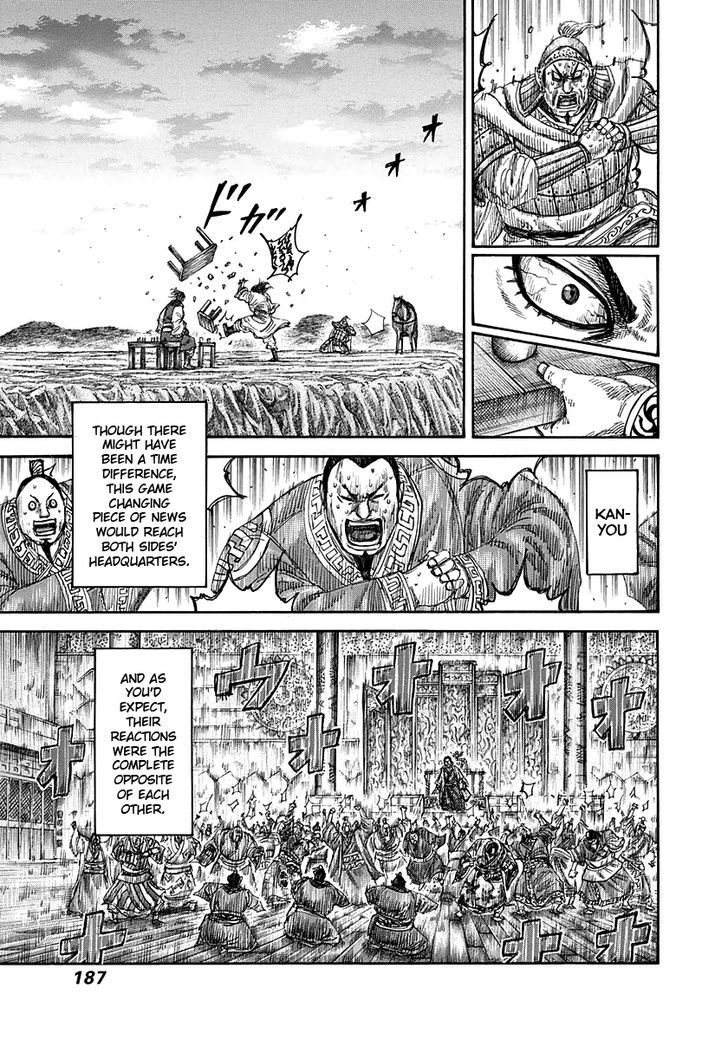 オ
オ
オ
ドガッ
KAN-
YOU
THOUGH THERE
MIGHT HAVE
BEEN A TIME
DIFFERENCE,
THIS GAME
CHANGING
PIECE OF NEWS
WOULD REACH
BOTH SIDES'
HEADQUARTERS.
AND AS
YOU'D
EXPECT,
THEIR
REACTIONS
WERE THE
COMPLETE
OPPOSITE
OF EACH
OTHER.
オ
オ
オ
ウ
オ
オ
オ
オ
187